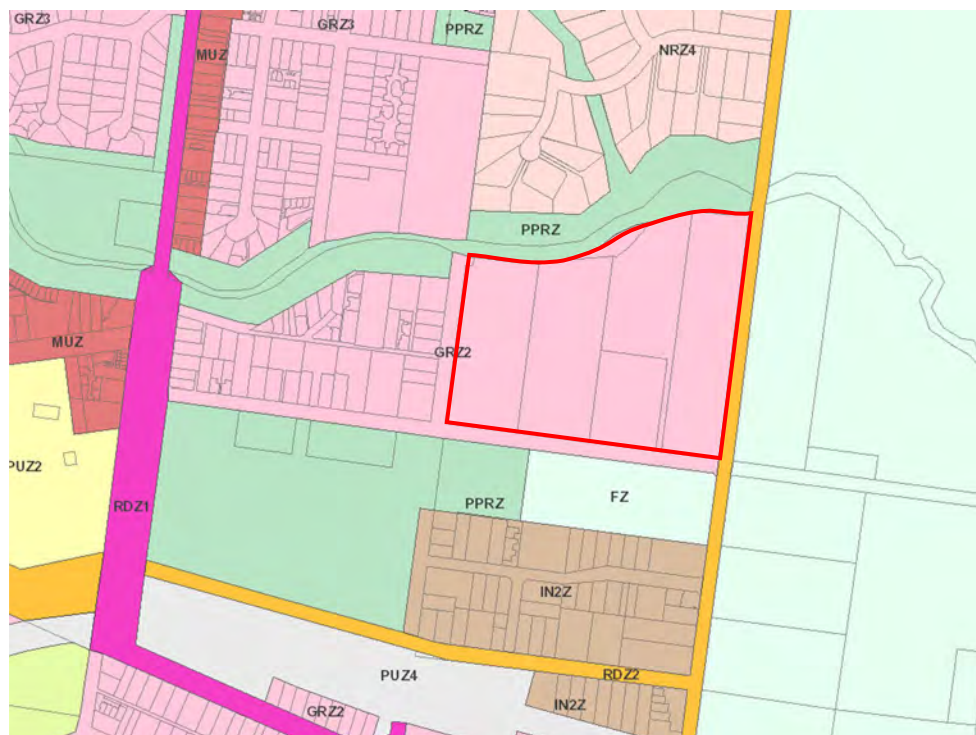 GRZ3
GRZ3
PPRZ
MUZ
NRZ4
PPRZ
MUZ
GRZ2
PUZ2
RDZ1
PPRZ
FZ
IN2Z
PUZ4
RDZ2
GRZ2
IN2Z